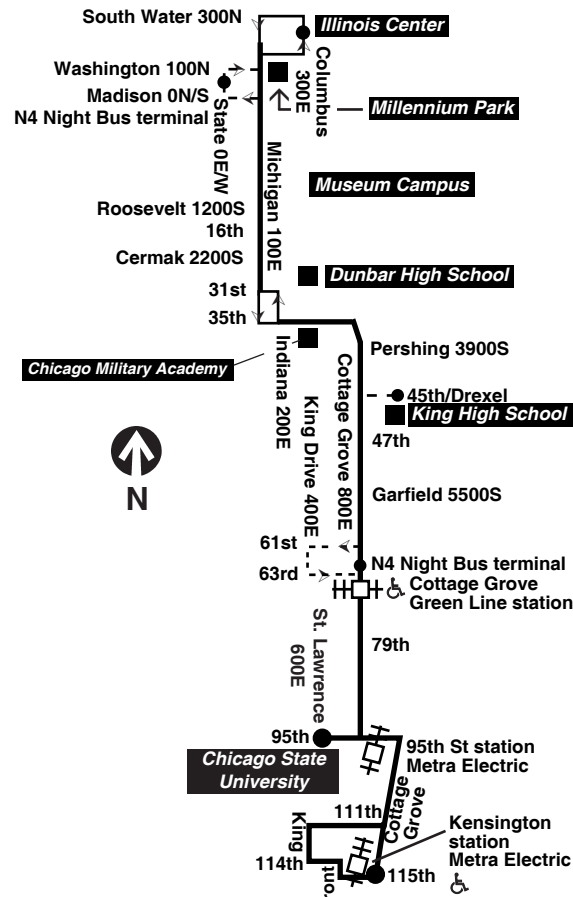 South Water 300N
Illinois Center
Washington 100N
Columbus
300E
Madison 0N/S
N4 Night Bus terminal
State 0E/W
Millennium Park
Michigan 100E
Museum Campus
Roosevelt 1200S
16th
Cermak 2200S
Dunbar High School
31st
35th
Pershing 3900S
Chicago Military Academy
Indiana 200E
King Drive 400E
Cottage Grove 800E
45th/Drexel
King High School
47th
N
Garfield 5500S
61st
63rd
N4 Night Bus terminal
Cottage Grove
Green Line station
79th
St. Lawrence
600E
95th
Chicago State
University
95th St station
Metra Electric
Cottage
Grove
111th
King
114th
Kensington
station
Metra Electric
115th